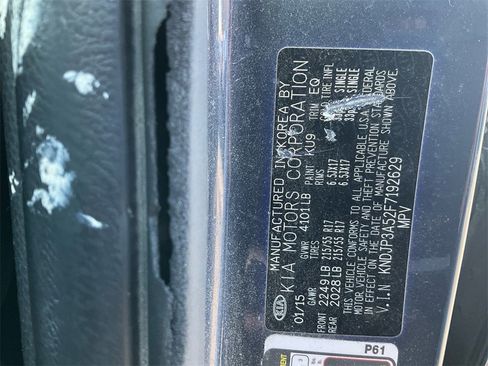 MANUFACTURED IN KOREA BY
KIA KIA MOTORS CORPORATION
01/15 GVWR 4101LB PAINT KU9 TRIM EQ
GAWR TIRES RIMS TIRE INFL
FRONT 2249LB 215/55 R17 6.5JX17 SINGLE
REAR 2028LB 215/55 R17 6.5JX17 33 SINGLE
THIS VEHICLE CONFORMS TO ALL APPLICABLE U.S.A. FEDERAL
MOTOR VEHICLE SAFETY AND THEFT PREVENTION STANDARDS
IN EFFECT ON THE DATE OF MANUFACTURE SHOWN ABOVE.
V.I.N KNDJP3A52F7192629
MPV
P61